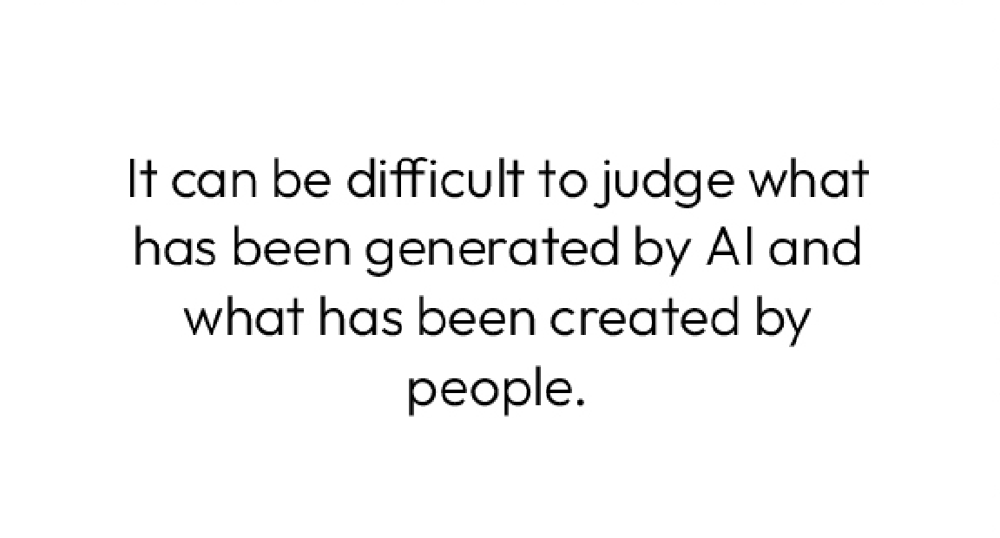 It can be difficult to judge what
has been generated by AI and
what has been created by
people.